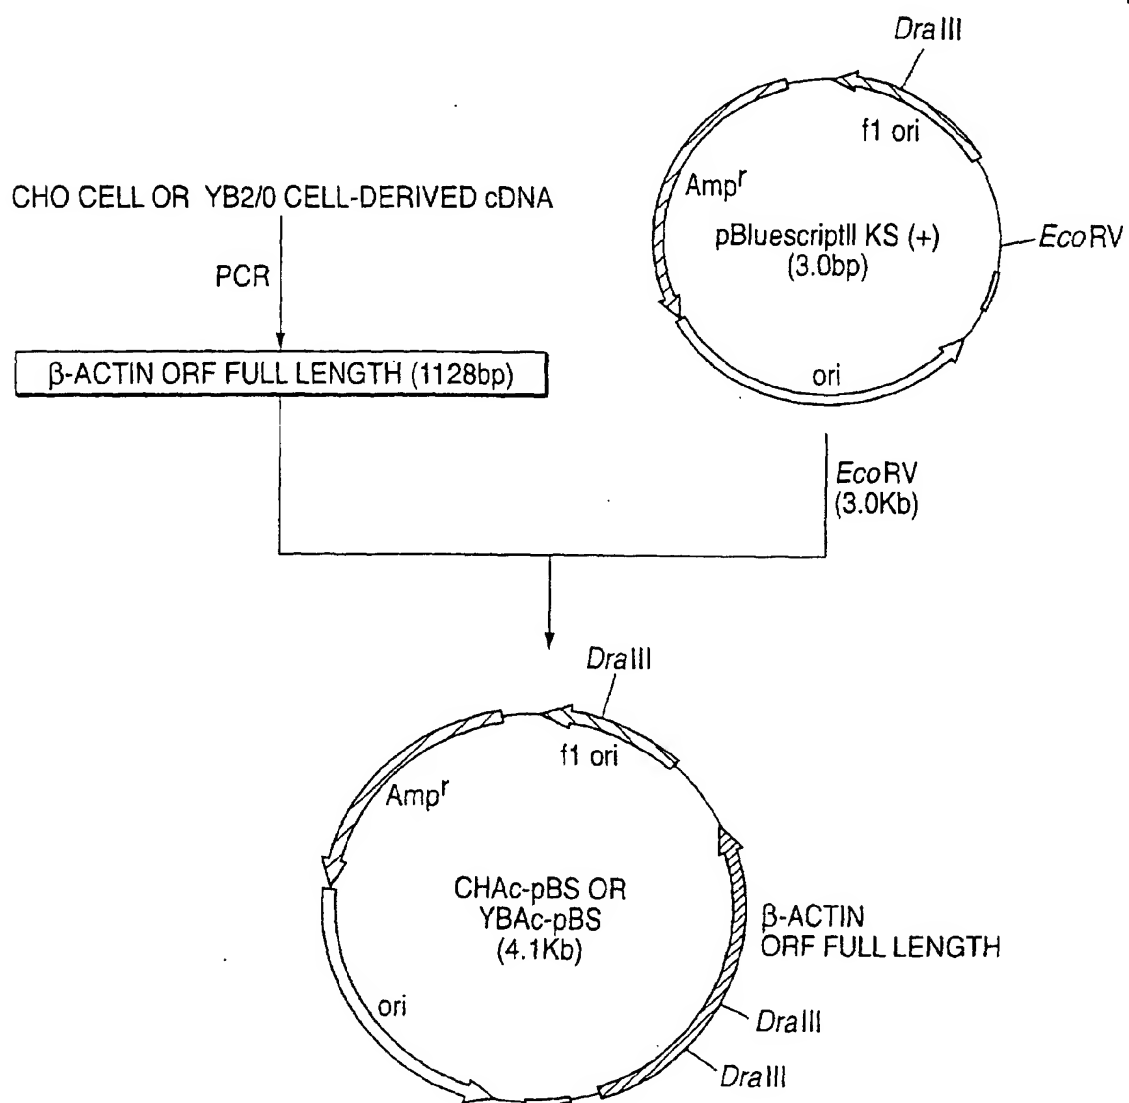 DraIII
f1 ori
Ampr
CHO CELL OR YB2/0 CELL-DERIVED cDNA
pBluescriptII KS (+)
(3.0bp)
EcoRV
PCR
β-ACTIN ORF FULL LENGTH (1128bp)
ori
EcoRV
(3.0Kb)
DraIII
f1 ori
Ampr
CHAc-pBS OR
YBAc-pBS
(4.1Kb)
β-ACTIN
ORF FULL LENGTH
ori
DraIII
DraIII